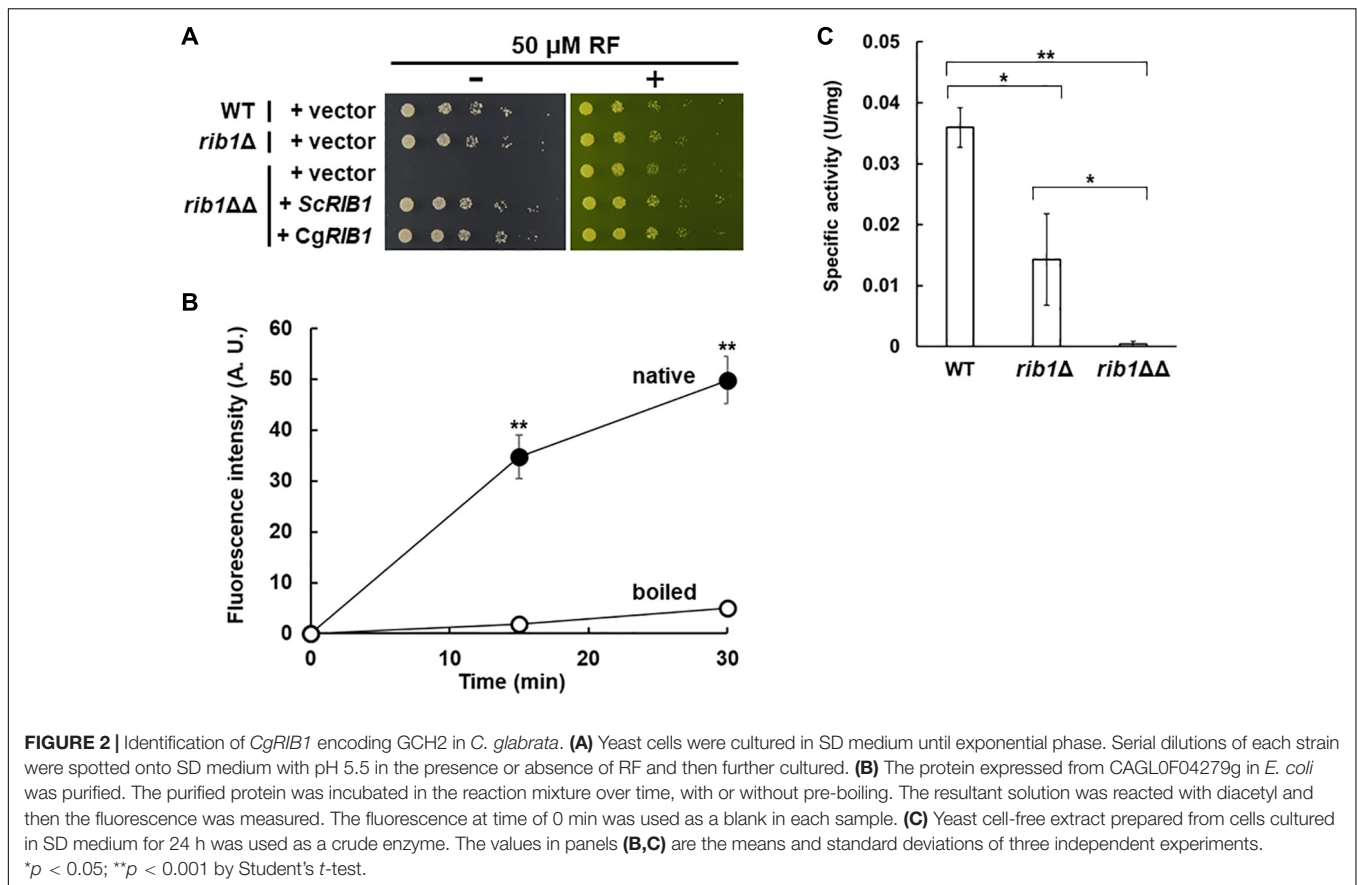 A
50 µM RF
− +
WT + vector
rib1Δ + vector
+ vector
rib1ΔΔ + ScRIB1
+ CgRIB1
B
Fluorescence intensity (A. U.)
60
50
40
30
20
10
0
0 10 20 30
Time (min)
native
boiled
**
**
C
Specific activity (U/mg)
0.05
0.04
0.03
0.02
0.01
0
**
*
*
WT rib1Δ rib1ΔΔ
FIGURE 2 | Identification of CgRIB1 encoding GCH2 in C. glabrata. (A) Yeast cells were cultured in SD medium until exponential phase. Serial dilutions of each strain
were spotted onto SD medium with pH 5.5 in the presence or absence of RF and then further cultured. (B) The protein expressed from CAGL0F04279g in E. coli
was purified. The purified protein was incubated in the reaction mixture over time, with or without pre-boiling. The resultant solution was reacted with diacetyl and
then the fluorescence was measured. The fluorescence at time of 0 min was used as a blank in each sample. (C) Yeast cell-free extract prepared from cells cultured
in SD medium for 24 h was used as a crude enzyme. The values in panels (B,C) are the means and standard deviations of three independent experiments.
*p < 0.05; **p < 0.001 by Student's t-test.